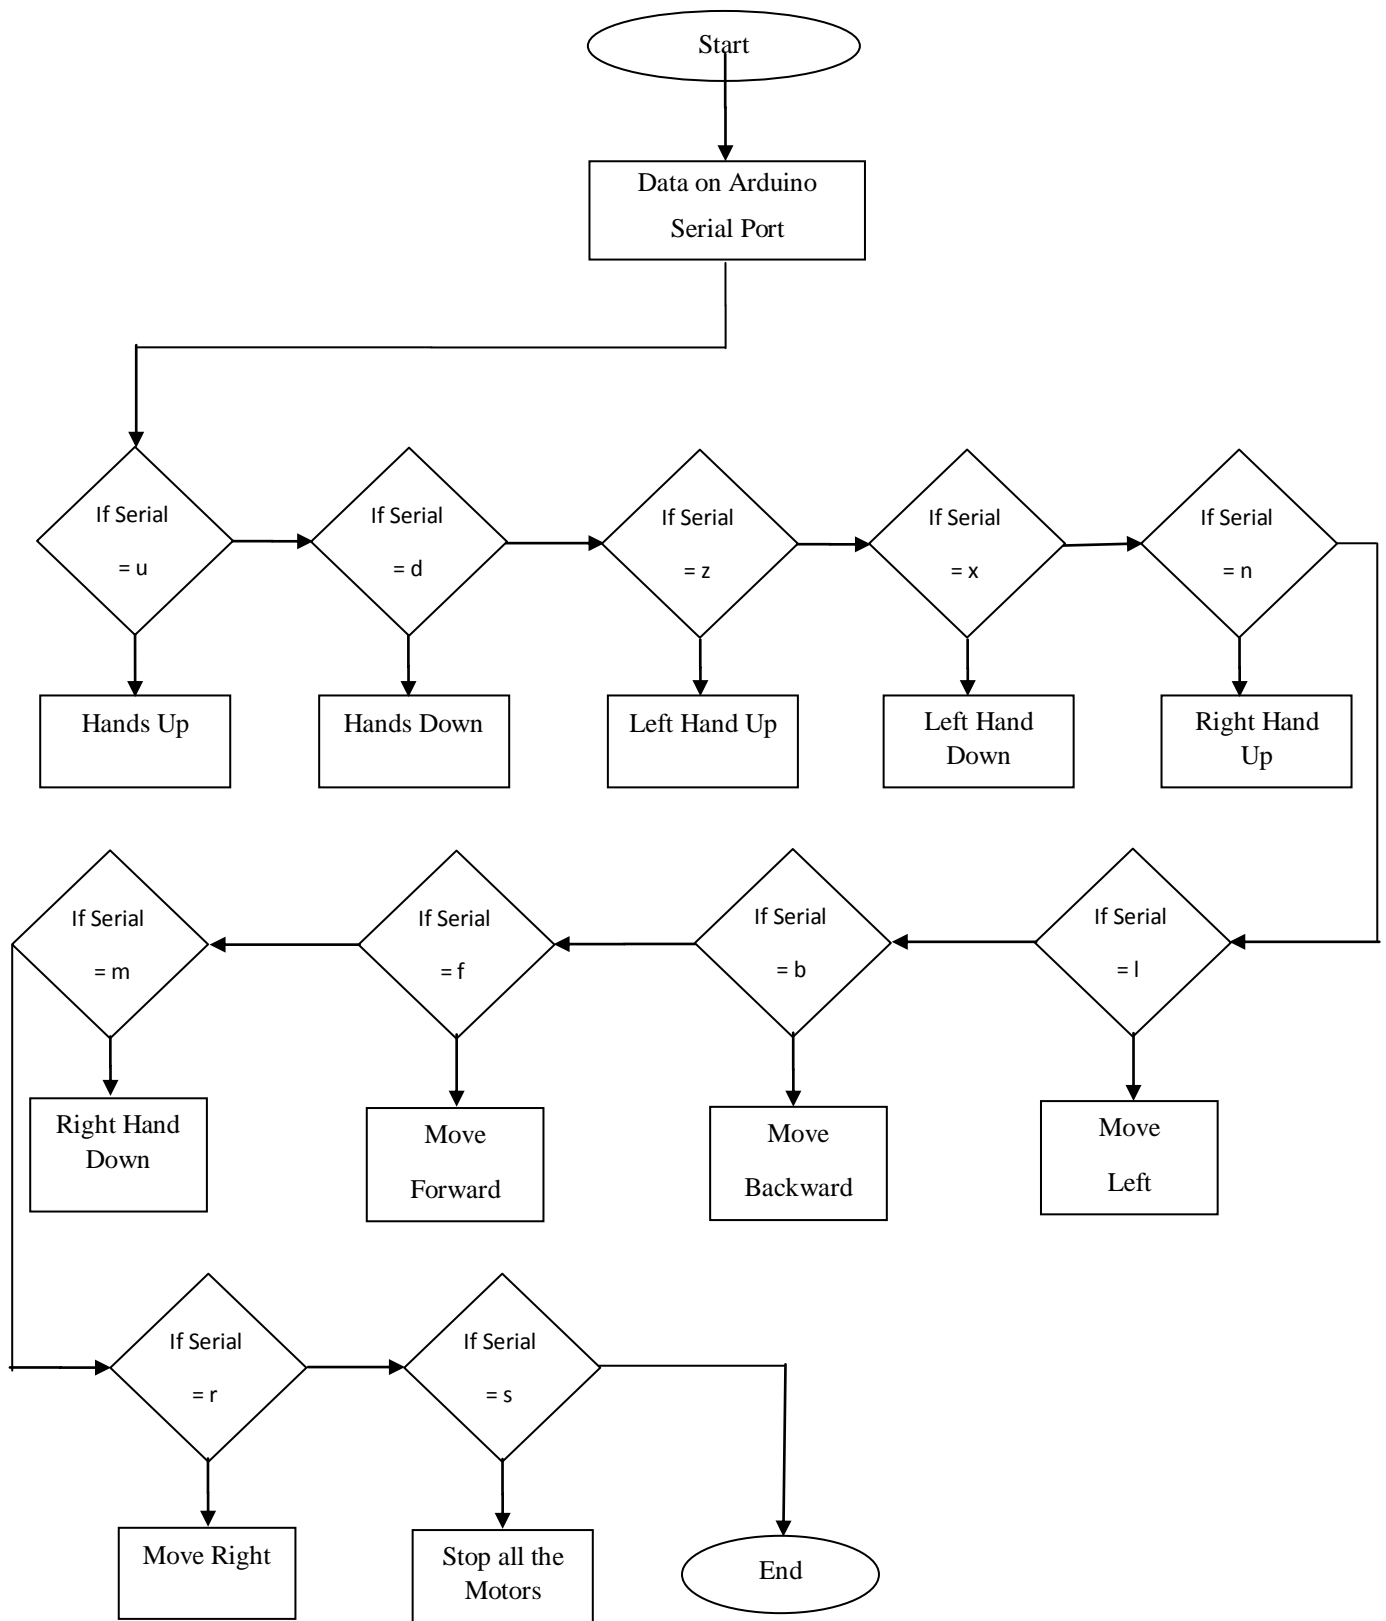 Start
Data on Arduino
Serial Port
If Serial
= u
If Serial
= d
If Serial
= z
If Serial
= x
If Serial
= n
Hands Up
Hands Down
Left Hand Up
Left Hand
Down
Right Hand
Up
If Serial
= m
If Serial
= f
If Serial
= b
If Serial
= l
Right Hand
Down
Move
Forward
Move
Backward
Move
Left
If Serial
= r
If Serial
= s
Move Right
Stop all the
Motors
End